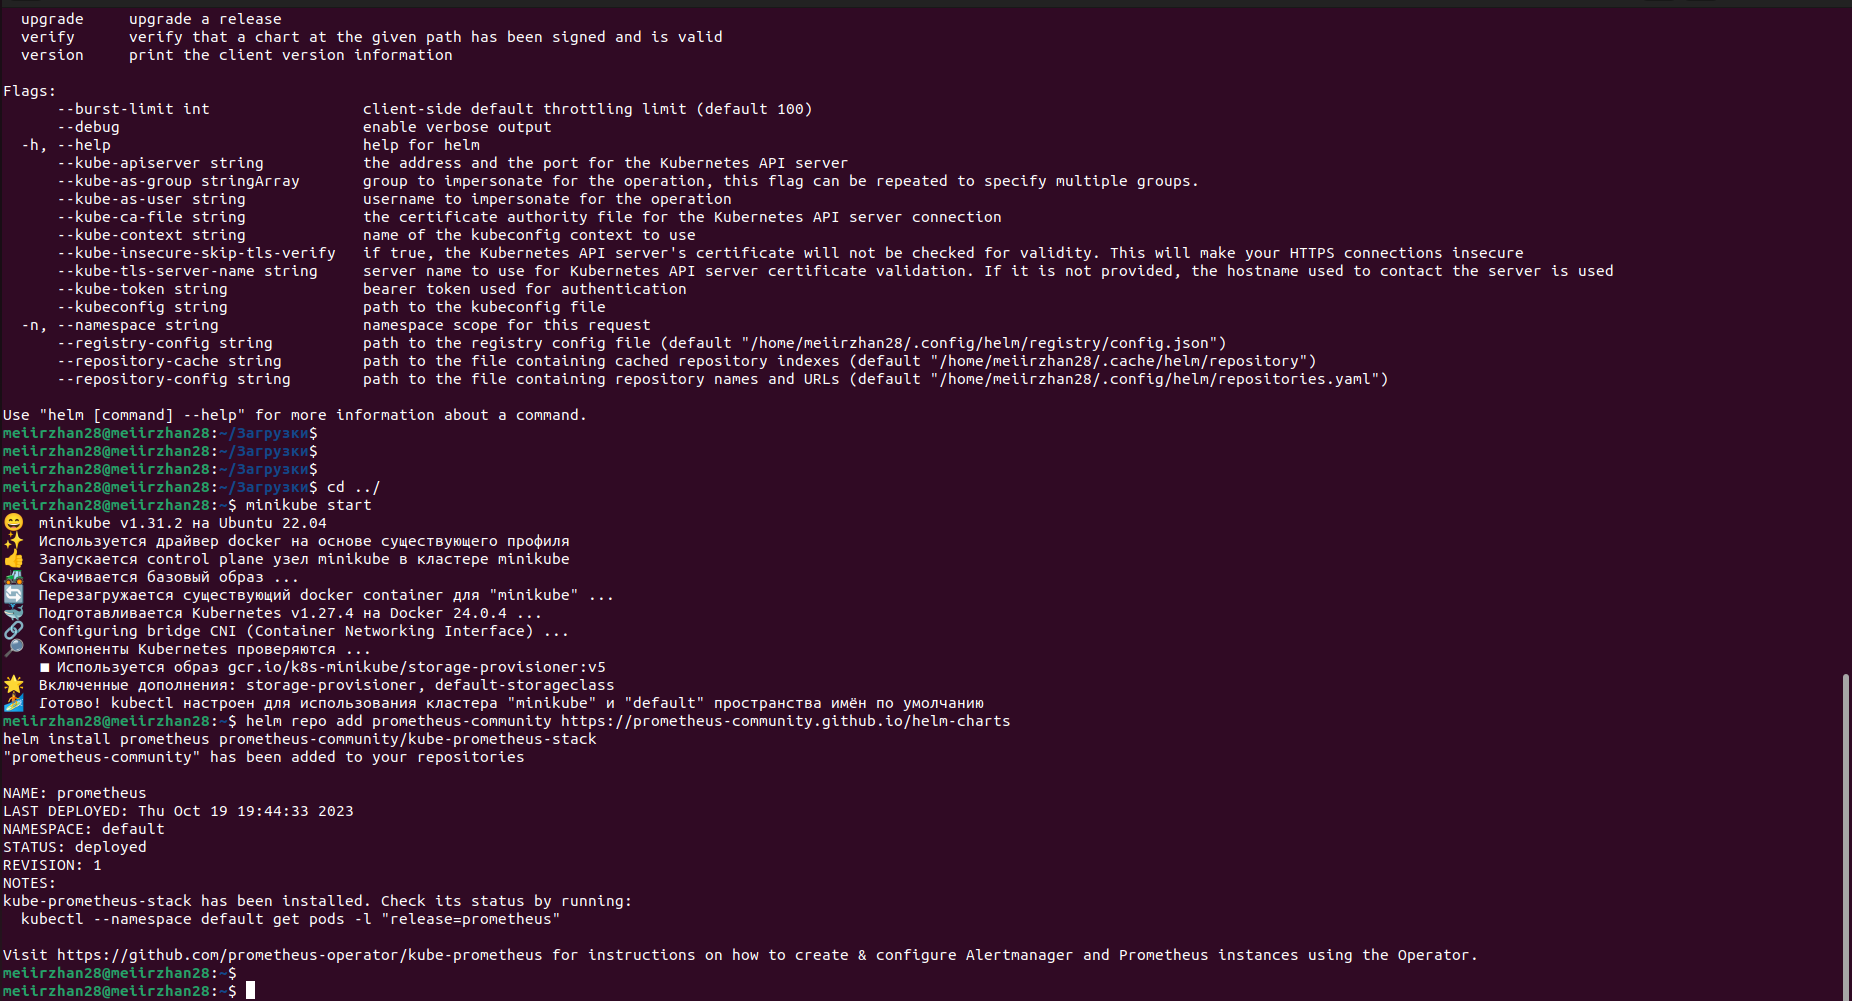 upgrade     upgrade a release
  verify      verify that a chart at the given path has been signed and is valid
  version     print the client version information

Flags:
      --burst-limit int                 client-side default throttling limit (default 100)
      --debug                           enable verbose output
  -h, --help                            help for helm
      --kube-apiserver string           the address and the port for the Kubernetes API server
      --kube-as-group stringArray       group to impersonate for the operation, this flag can be repeated to specify multiple groups.
      --kube-as-user string             username to impersonate for the operation
      --kube-ca-file string             the certificate authority file for the Kubernetes API server connection
      --kube-context string             name of the kubeconfig context to use
      --kube-insecure-skip-tls-verify   if true, the Kubernetes API server's certificate will not be checked for validity. This will make your HTTPS connections insecure
      --kube-tls-server-name string     server name to use for Kubernetes API server certificate validation. If it is not provided, the hostname used to contact the server is used
      --kube-token string               bearer token used for authentication
      --kubeconfig string               path to the kubeconfig file
  -n, --namespace string                namespace scope for this request
      --registry-config string          path to the registry config file (default "/home/meiirzhan28/.config/helm/registry/config.json")
      --repository-cache string         path to the file containing cached repository indexes (default "/home/meiirzhan28/.cache/helm/repository")
      --repository-config string        path to the file containing repository names and URLs (default "/home/meiirzhan28/.config/helm/repositories.yaml")

Use "helm [command] --help" for more information about a command.
meiirzhan28@meiirzhan28:~/Загрузки$
meiirzhan28@meiirzhan28:~/Загрузки$
meiirzhan28@meiirzhan28:~/Загрузки$
meiirzhan28@meiirzhan28:~/Загрузки$ cd ../
meiirzhan28@meiirzhan28:~$ minikube start
😄  minikube v1.31.2 на Ubuntu 22.04
✨  Используется драйвер docker на основе существующего профиля
👍  Запускается control plane узел minikube в кластере minikube
🚜  Скачивается базовый образ ...
🔄  Перезагружается существующий docker container для "minikube" ...
🐳  Подготавливается Kubernetes v1.27.4 на Docker 24.0.4 ...
🔗  Configuring bridge CNI (Container Networking Interface) ...
🔎  Компоненты Kubernetes проверяются ...
    ■ Используется образ gcr.io/k8s-minikube/storage-provisioner:v5
🌟  Включенные дополнения: storage-provisioner, default-storageclass
🏄  Готово! kubectl настроен для использования кластера "minikube" и "default" пространства имён по умолчанию
meiirzhan28@meiirzhan28:~$ helm repo add prometheus-community https://prometheus-community.github.io/helm-charts
helm install prometheus prometheus-community/kube-prometheus-stack
"prometheus-community" has been added to your repositories

NAME: prometheus
LAST DEPLOYED: Thu Oct 19 19:44:33 2023
NAMESPACE: default
STATUS: deployed
REVISION: 1
NOTES:
kube-prometheus-stack has been installed. Check its status by running:
  kubectl --namespace default get pods -l "release=prometheus"

Visit https://github.com/prometheus-operator/kube-prometheus for instructions on how to create & configure Alertmanager and Prometheus instances using the Operator.
meiirzhan28@meiirzhan28:~$
meiirzhan28@meiirzhan28:~$